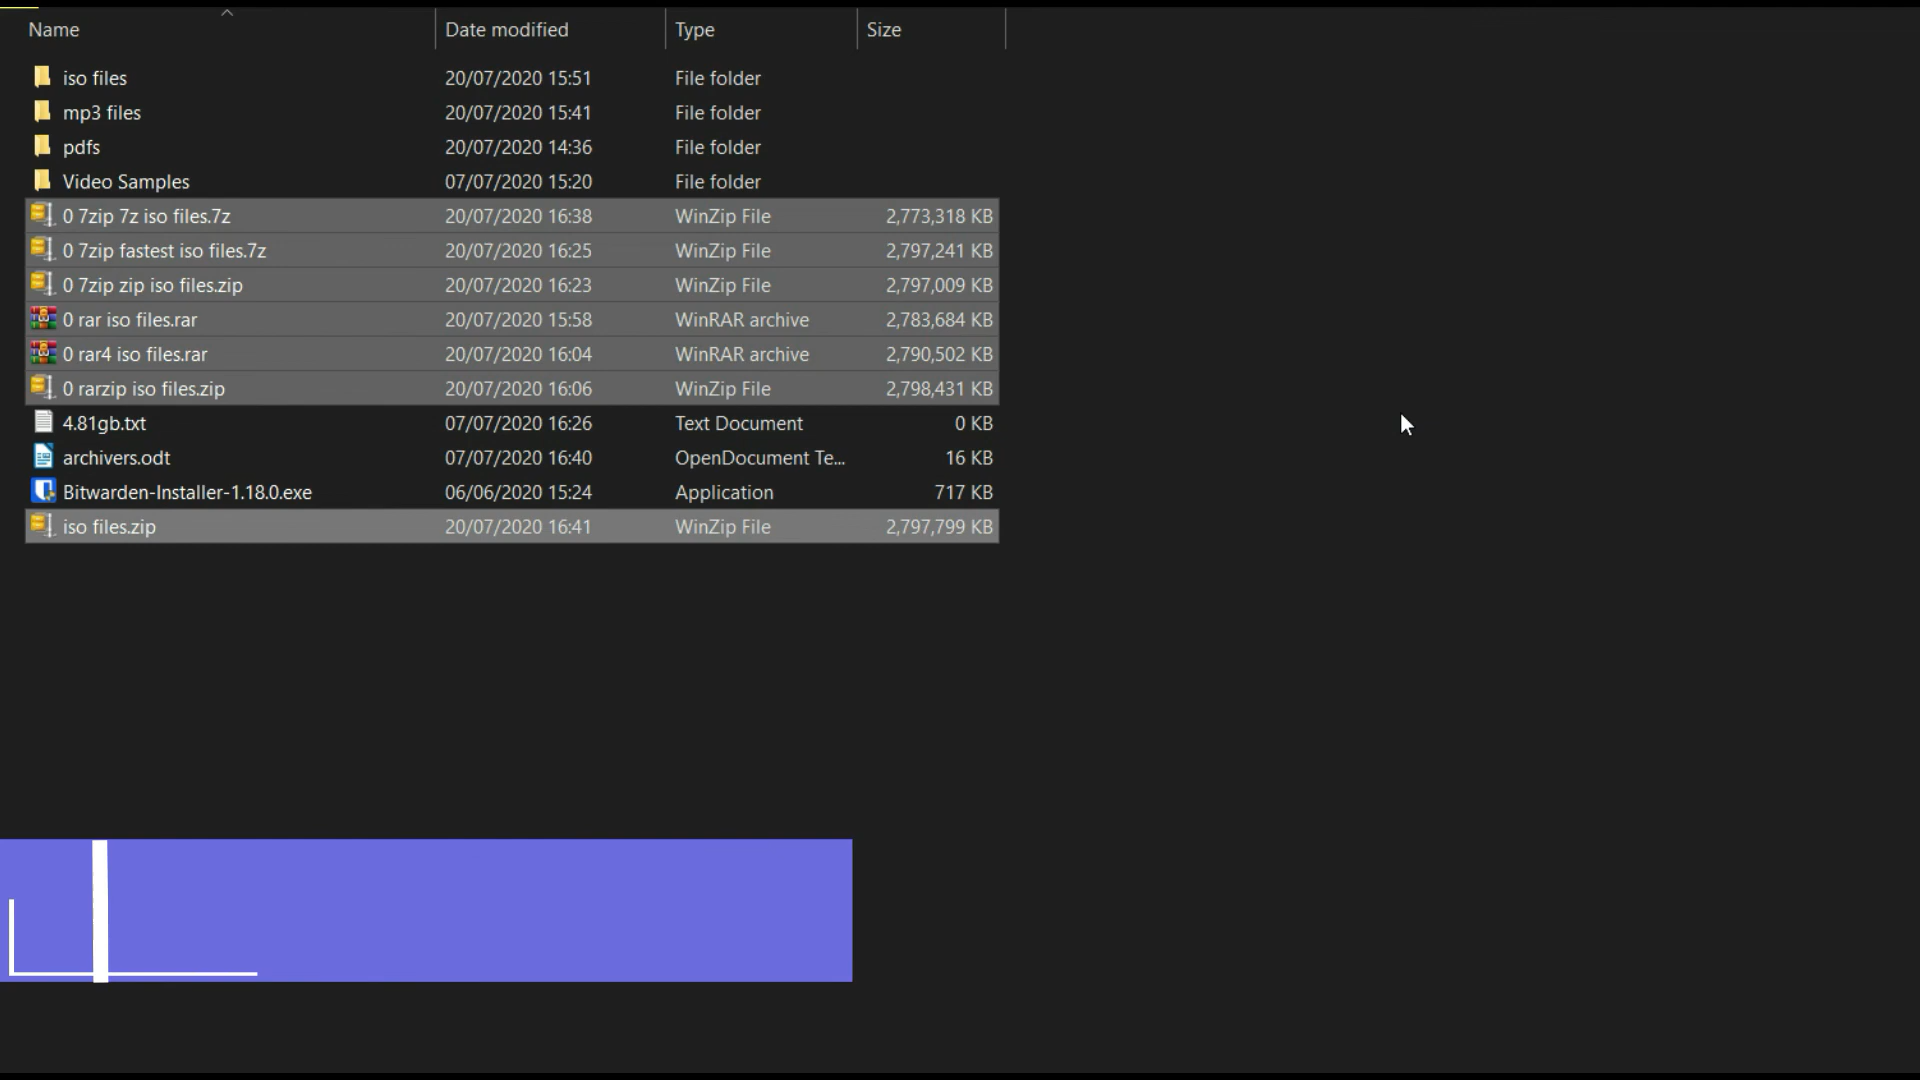 Name Date modified Type Size
iso files 20/07/2020 15:51 File folder
mp3 files 20/07/2020 15:41 File folder
pdfs 20/07/2020 14:36 File folder
Video Samples 07/07/2020 15:20 File folder
0 7zip 7z iso files.7z 20/07/2020 16:38 WinZip File 2,773,318 KB
0 7zip fastest iso files.7z 20/07/2020 16:25 WinZip File 2,797,241 KB
0 7zip zip iso files.zip 20/07/2020 16:23 WinZip File 2,797,009 KB
0 rar iso files.rar 20/07/2020 15:58 WinRAR archive 2,783,684 KB
0 rar4 iso files.rar 20/07/2020 16:04 WinRAR archive 2,790,502 KB
0 rarzip iso files.zip 20/07/2020 16:06 WinZip File 2,798,431 KB
4.81gb.txt 07/07/2020 16:26 Text Document 0 KB
archivers.odt 07/07/2020 16:40 OpenDocument Te... 16 KB
Bitwarden-Installer-1.18.0.exe 06/06/2020 15:24 Application 717 KB
iso files.zip 20/07/2020 16:41 WinZip File 2,797,799 KB